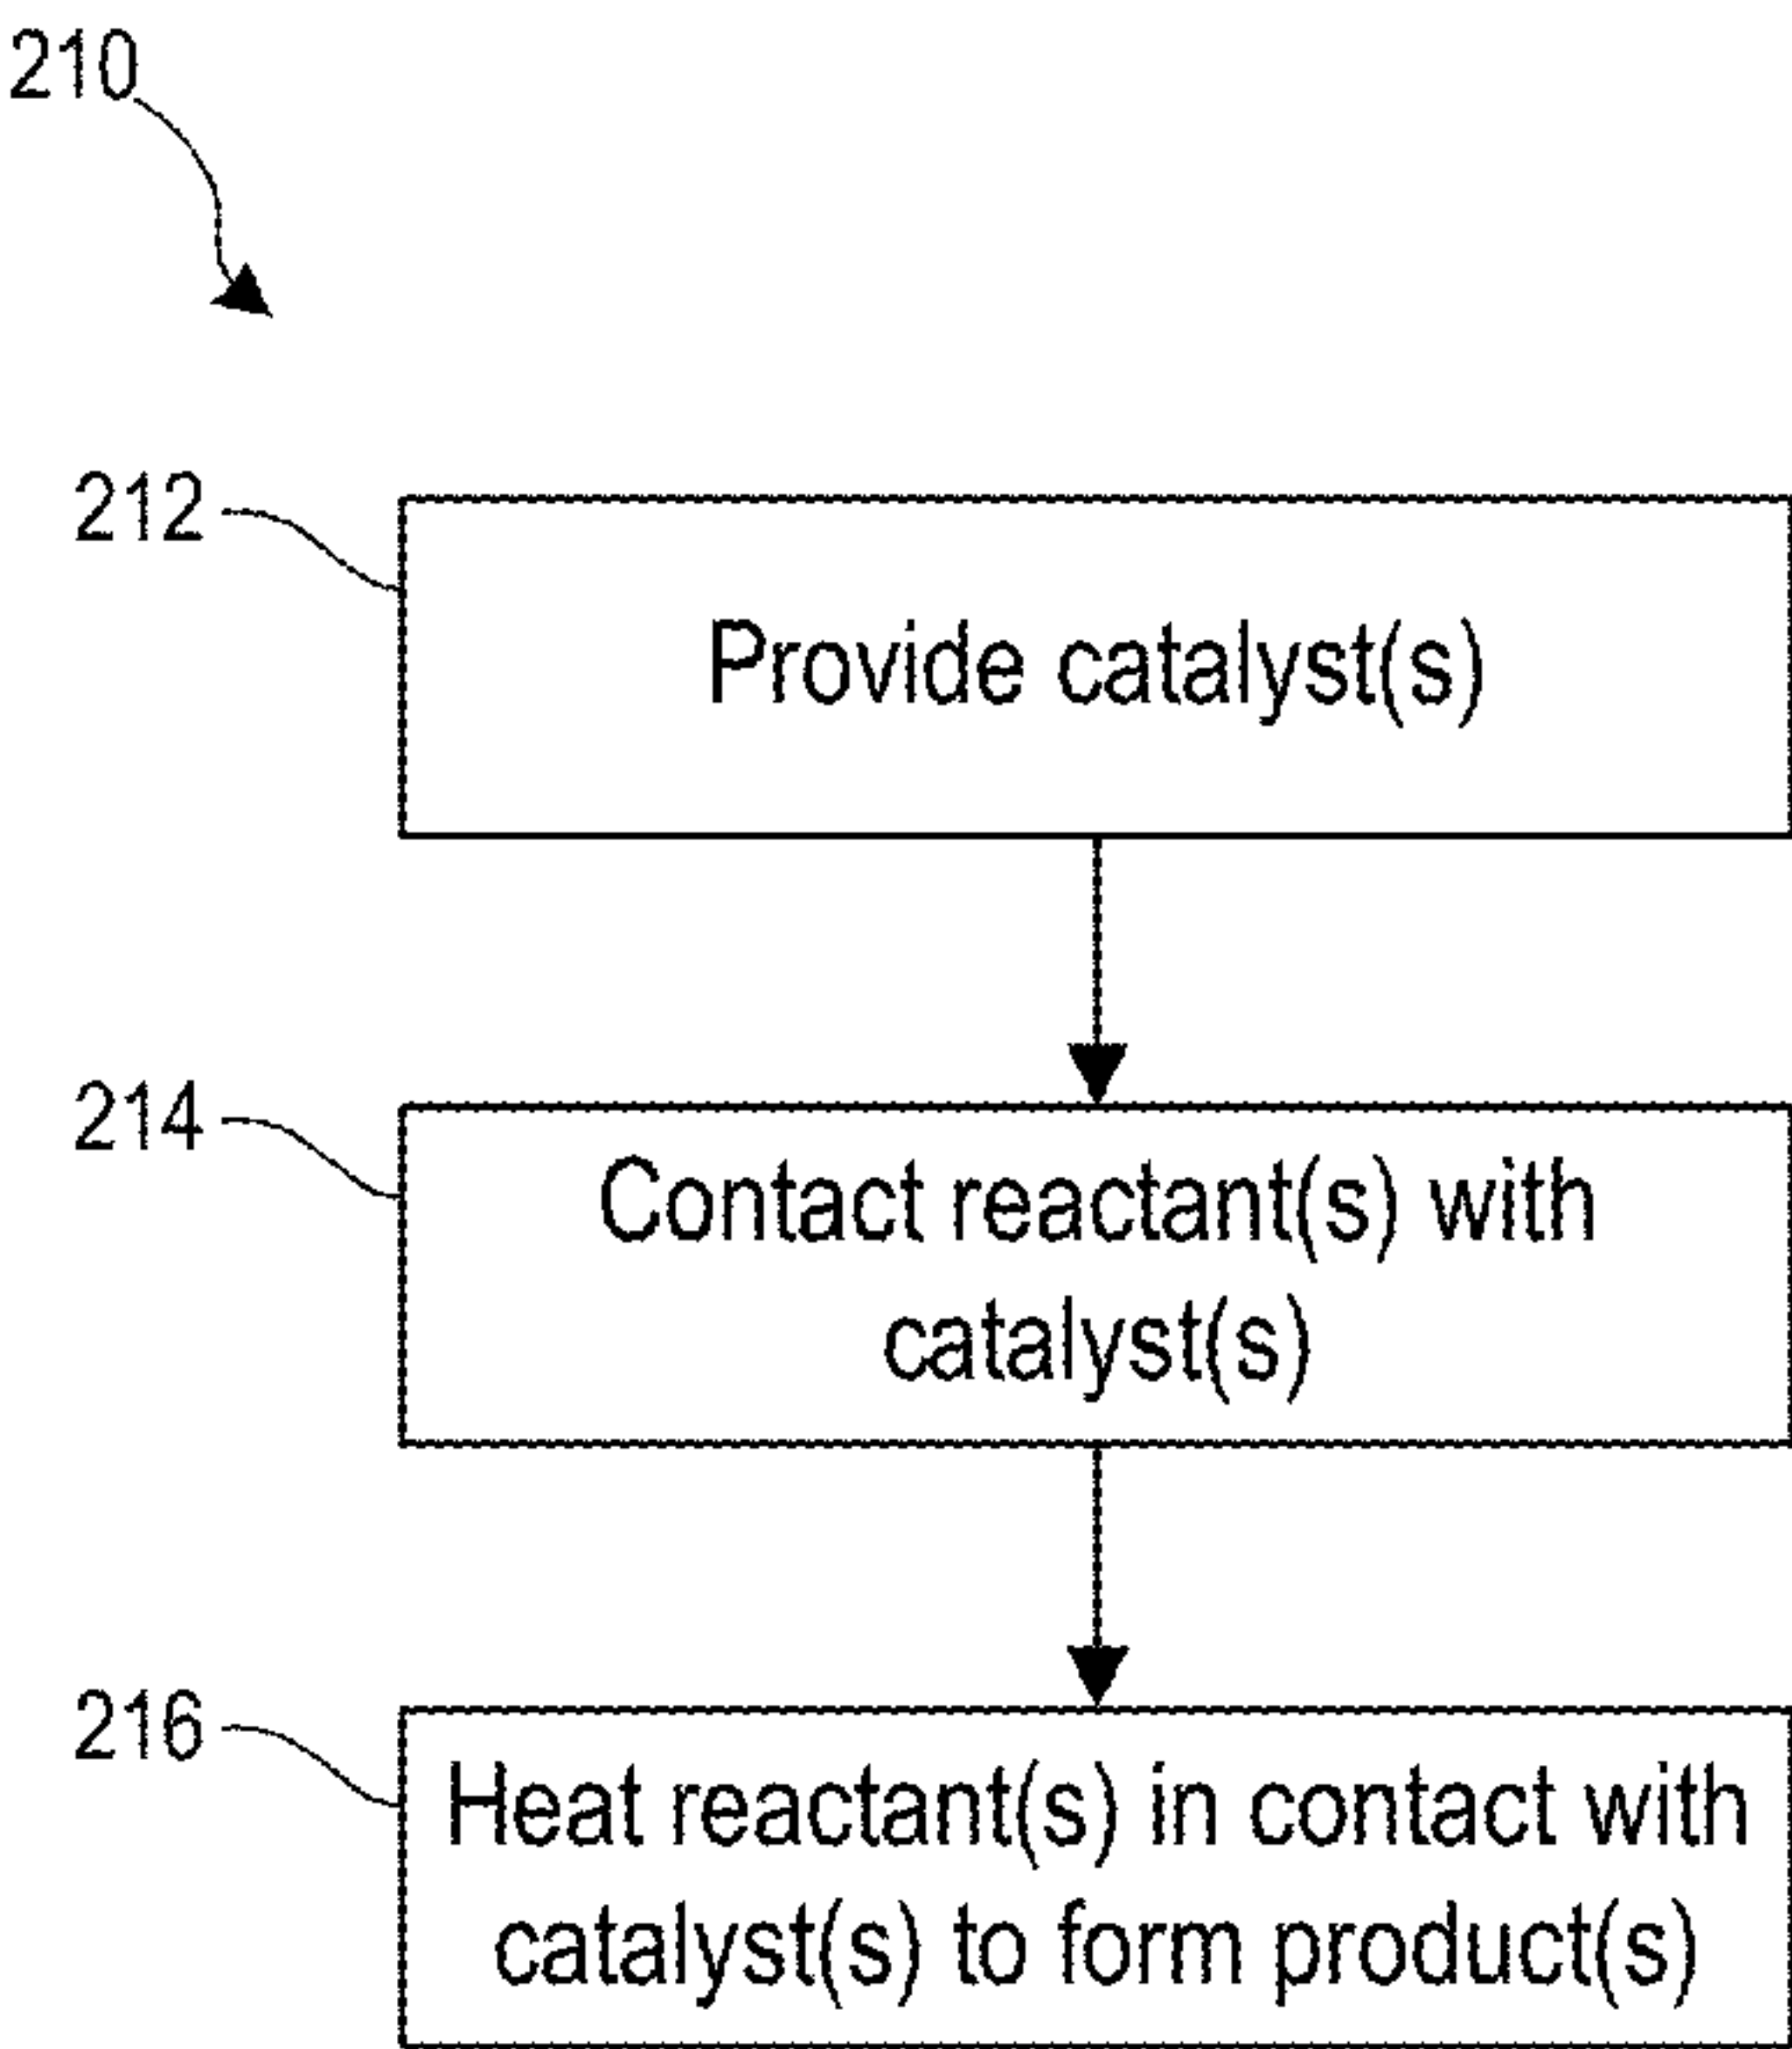 210
212
Provide catalyst(s)
214
Contact reactant(s) with
catalyst(s)
216
Heat reactant(s) in contact with
catalyst(s) to form product(s)